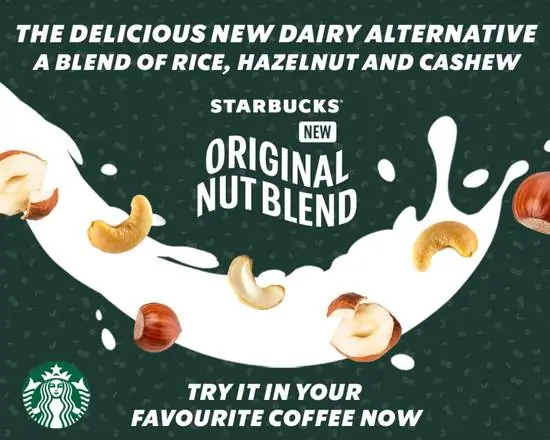 THE DELICIOUS NEW DAIRY ALTERNATIVE
A BLEND OF RICE, HAZELNUT AND CASHEW
STARBUCKS®
NEW
ORIGINAL
NUT BLEND
TRY IT IN YOUR
FAVOURITE COFFEE NOW